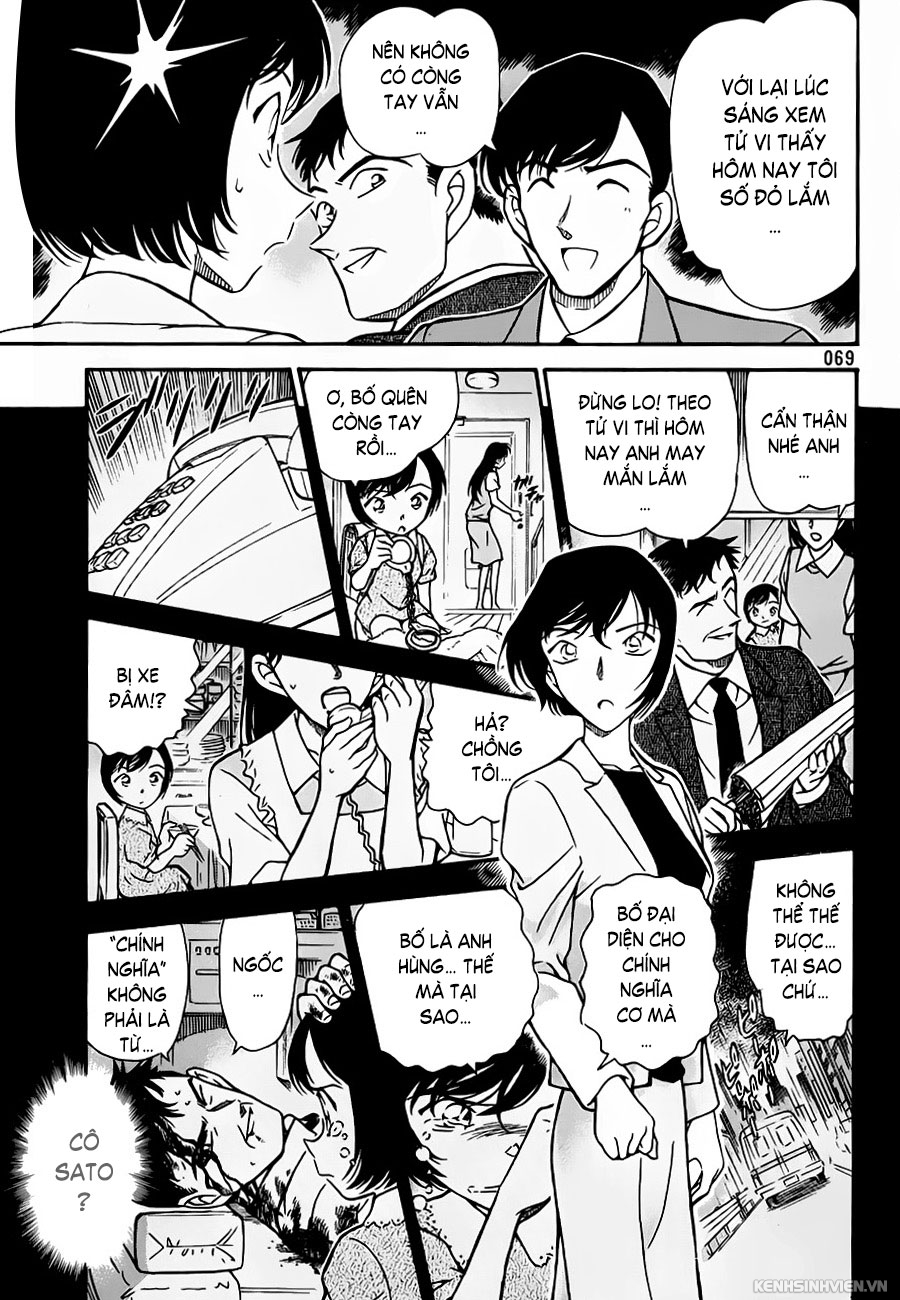 VỚI LẠI LÚC
SÁNG XEM
TỬ VI THẤY
HÔM NAY TÔI
SỐ ĐỎ LẮM
...
NÊN KHÔNG
CÓ CÒNG
TAY VẪN
...
069
CẨN THẬN
NHÉ ANH
ĐỪNG LO! THEO
TỬ VI THÌ HÔM
NAY ANH MAY
MẮN LẮM
...
Ơ, BỐ QUÊN
CÒNG TAY
RỒI...
HẢ?
CHỒNG
TÔI...
BỊ XE
ĐÂM!?
KHÔNG
THỂ THẾ
ĐƯỢC...
TẠI SAO
CHỨ...
BỐ ĐẠI
DIỆN CHO
CHÍNH
NGHĨA
CƠ MÀ
...
BỐ LÀ ANH
HÙNG... THẾ
MÀ TẠI
SAO...
NGỐC
...
"CHÍNH
NGHĨA"
KHÔNG
PHẢI LÀ
TỪ...
CÔ
SATO
?
KENHSINHVIEN.VN